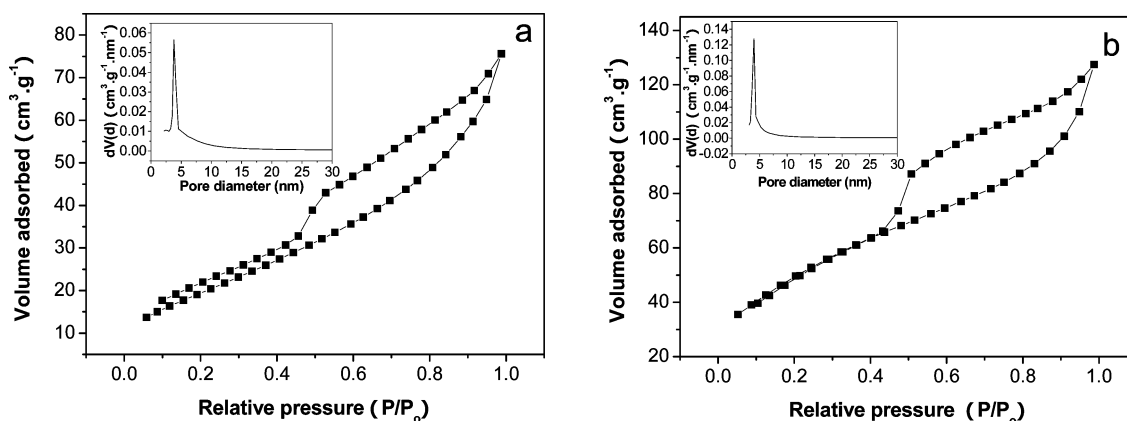 a
80
70
60
50
40
30
20
10
0.0 0.2 0.4 0.6 0.8 1.0
Volume adsorbed ( cm³.g⁻¹ )
Relative pressure ( P/Pₒ)
0.06
0.05
0.04
0.03
0.02
0.01
0.00
0 5 10 15 20 25 30
dV(d) ( cm³.g⁻¹.nm⁻¹ )
Pore diameter (nm)
b
140
120
100
80
60
40
20
0.0 0.2 0.4 0.6 0.8 1.0
Volume adsorbed ( cm³.g⁻¹ )
Relative pressure ( P/Pₒ)
0.14
0.12
0.10
0.08
0.06
0.04
0.02
0.00
-0.02
0 5 10 15 20 25 30
dV(d) ( cm³.g⁻¹.nm⁻¹ )
Pore diameter (nm)